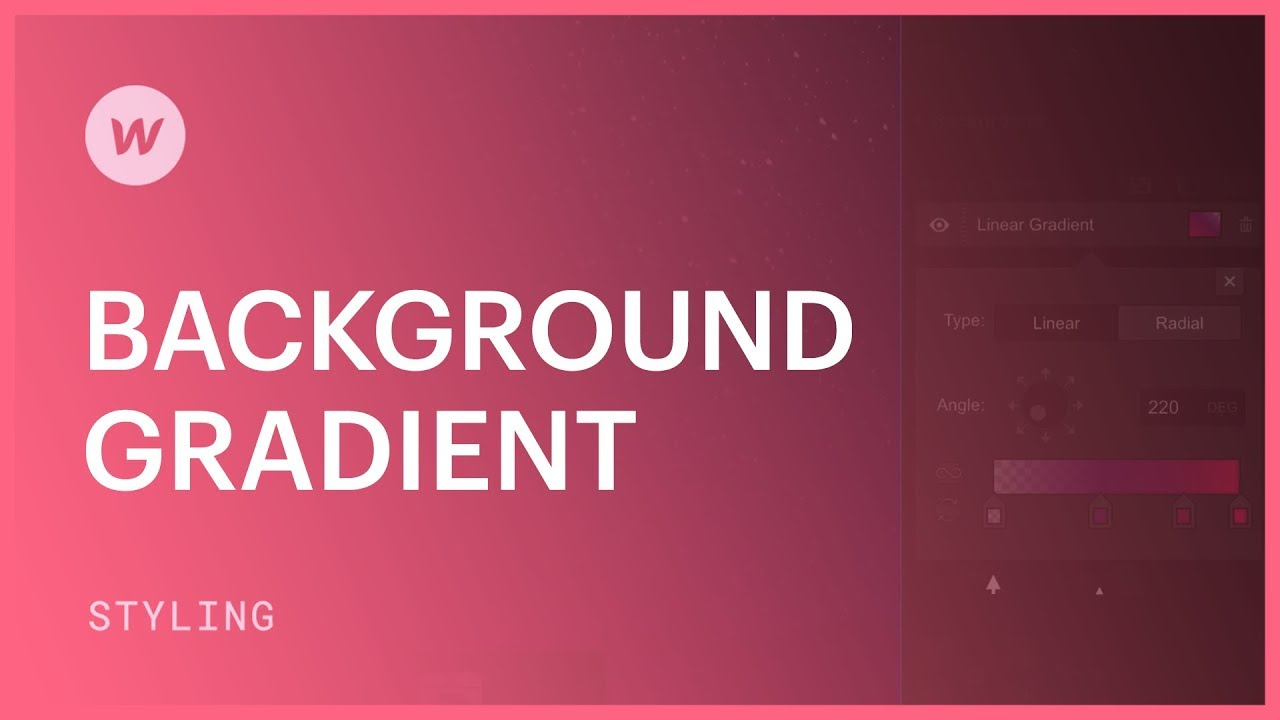 W
BACKGROUND
GRADIENT
STYLING
Linear Gradient
Type:
Linear
Radial
Angle:
220
DEG